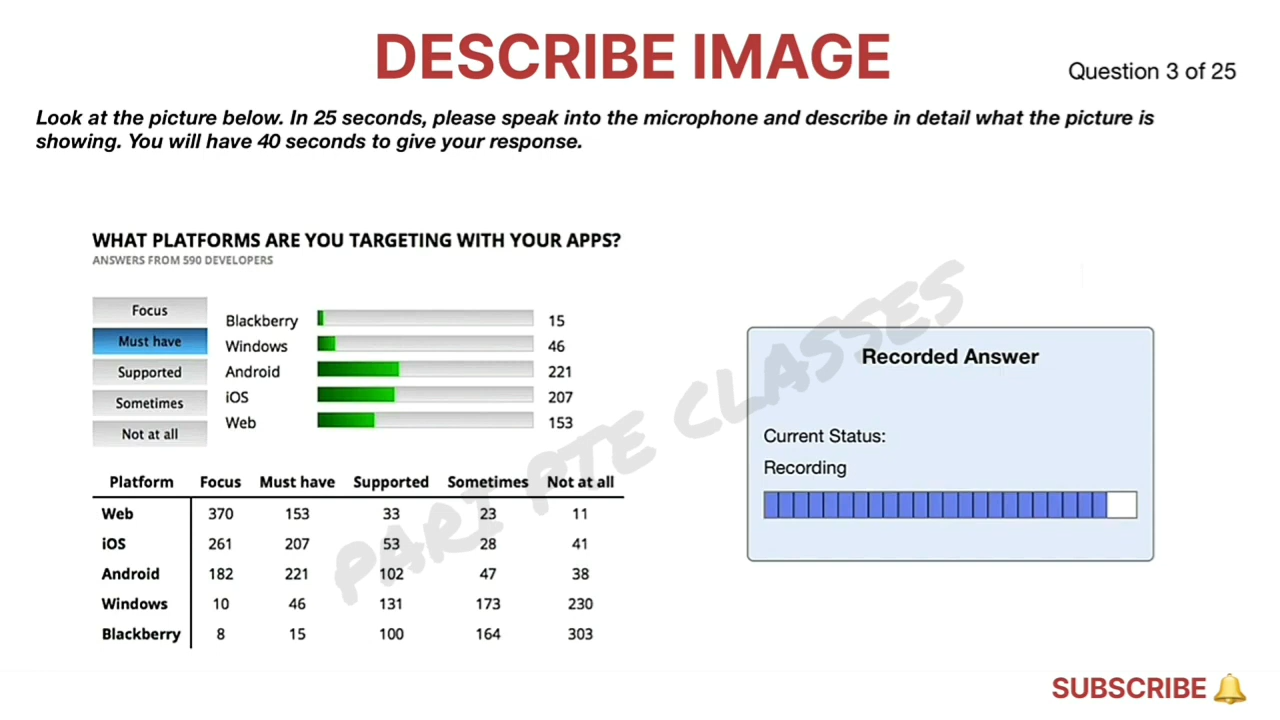 DESCRIBE IMAGE
Question 3 of 25
Look at the picture below. In 25 seconds, please speak into the microphone and describe in detail what the picture is
showing. You will have 40 seconds to give your response.
WHAT PLATFORMS ARE YOU TARGETING WITH YOUR APPS?
ANSWERS FROM 590 DEVELOPERS
Focus
Must have
Supported
Sometimes
Not at all
Blackberry 15
Windows 46
Android 221
iOS 207
Web 153
Platform Focus Must have Supported Sometimes Not at all
Web 370 153 33 23 11
iOS 261 207 53 28 41
Android 182 221 102 47 38
Windows 10 46 131 173 230
Blackberry 8 15 100 164 303
PARI PTE CLASSES
Recorded Answer
Current Status:
Recording
SUBSCRIBE